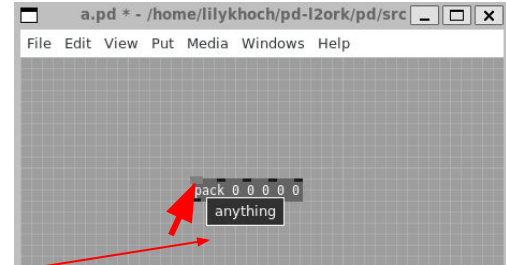 a.pd * - /home/lilykhoch/pd-l2ork/pd/src
File Edit View Put Media Windows Help
pack 0 0 0 0 0
anything